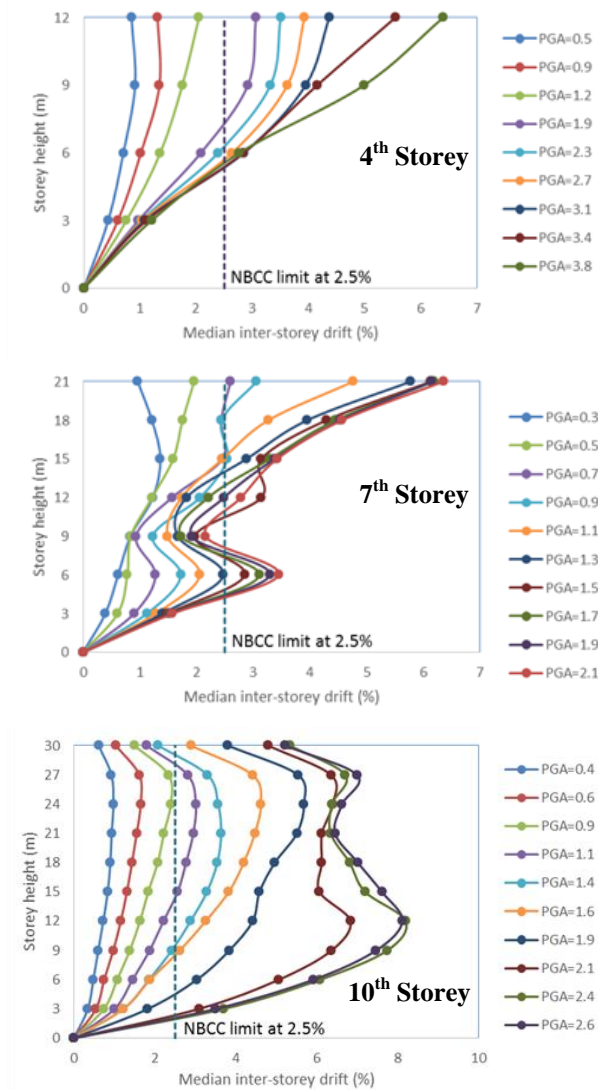 12
9
6
3
0
Storey height (m)
0 1 2 3 4 5 6 7
Median inter-storey drift (%)
NBCC limit at 2.5%
4th Storey
PGA=0.5
PGA=0.9
PGA=1.2
PGA=1.9
PGA=2.3
PGA=2.7
PGA=3.1
PGA=3.4
PGA=3.8
21
18
15
12
9
6
3
0
Storey height (m)
0 1 2 3 4 5 6 7
Median inter-storey drift (%)
NBCC limit at 2.5%
7th Storey
PGA=0.3
PGA=0.5
PGA=0.7
PGA=0.9
PGA=1.1
PGA=1.3
PGA=1.5
PGA=1.7
PGA=1.9
PGA=2.1
30
27
24
21
18
15
12
9
6
3
0
Storey height (m)
0 2 4 6 8 10
Median inter-storey drift (%)
NBCC limit at 2.5%
10th Storey
PGA=0.4
PGA=0.6
PGA=0.9
PGA=1.1
PGA=1.4
PGA=1.6
PGA=1.9
PGA=2.1
PGA=2.4
PGA=2.6